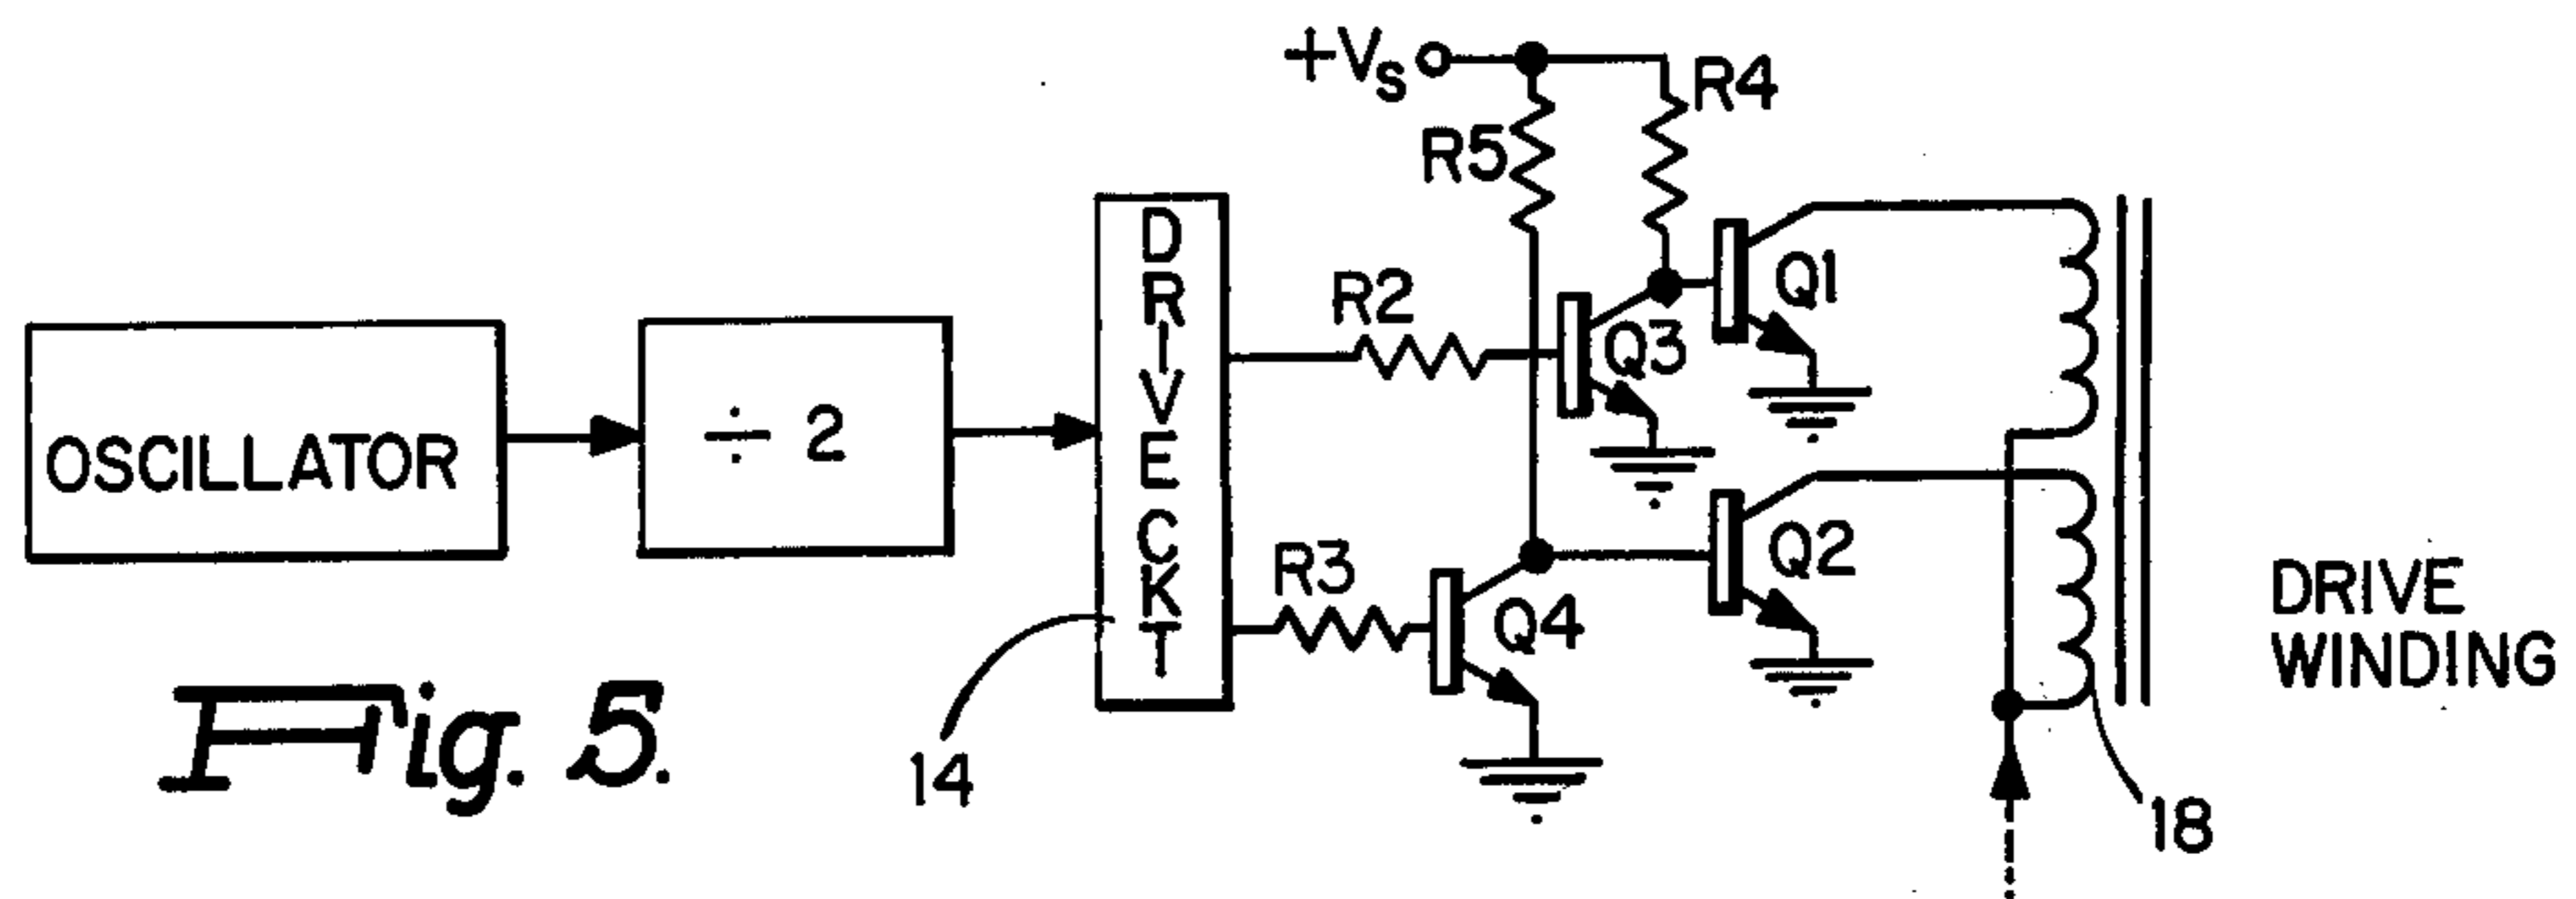 +Vs
R4
R5
DRIVE CKT
R2
Q1
Q3
OSCILLATOR
÷ 2
R3
Q4
Q2
DRIVE
WINDING
14
18
Fig. 5.